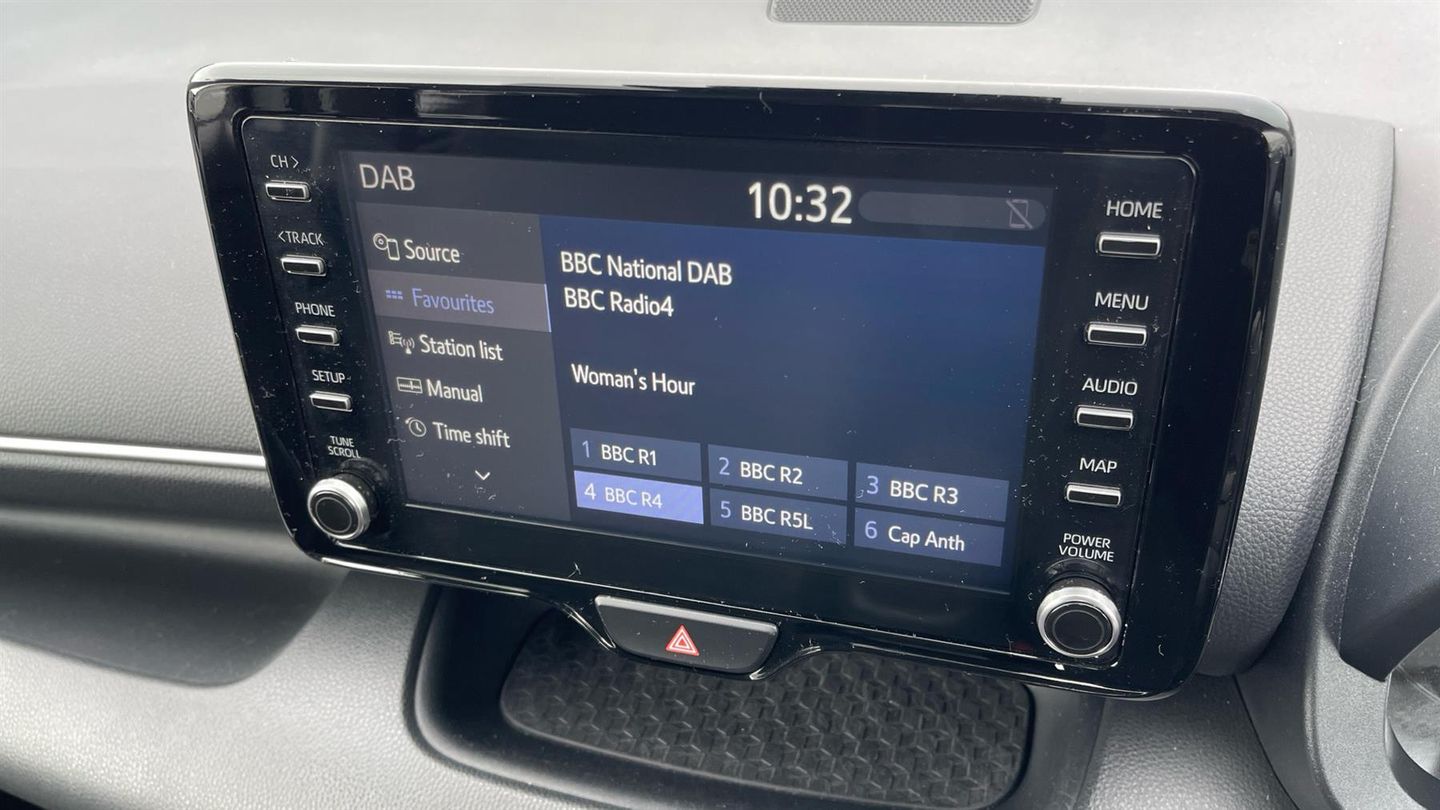 CH >
< TRACK
PHONE
SETUP
TUNE
SCROLL
DAB
10:32
Source
Favourites
Station list
Manual
Time shift
BBC National DAB
BBC Radio4
Woman's Hour
1 BBC R1
2 BBC R2
3 BBC R3
4 BBC R4
5 BBC R5L
6 Cap Anth
HOME
MENU
AUDIO
MAP
POWER
VOLUME